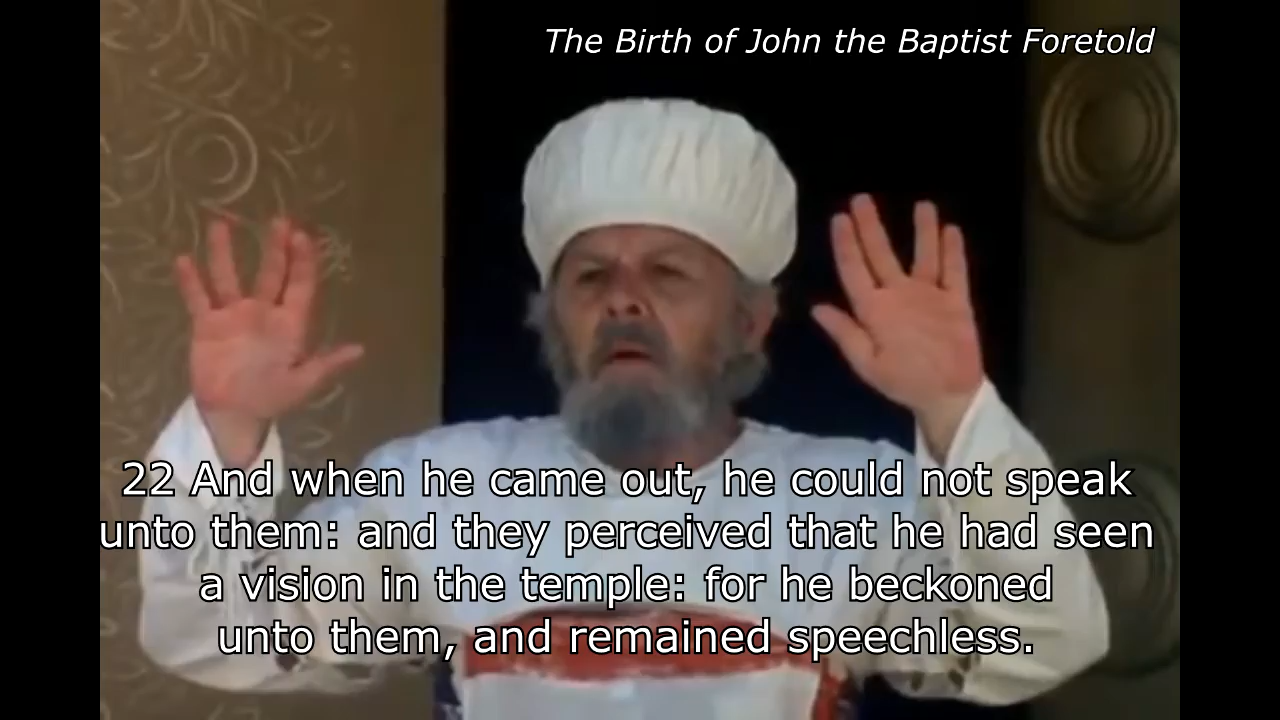 The Birth of John the Baptist Foretold
22 And when he came out, he could not speak
unto them: and they perceived that he had seen
a vision in the temple: for he beckoned
unto them, and remained speechless.